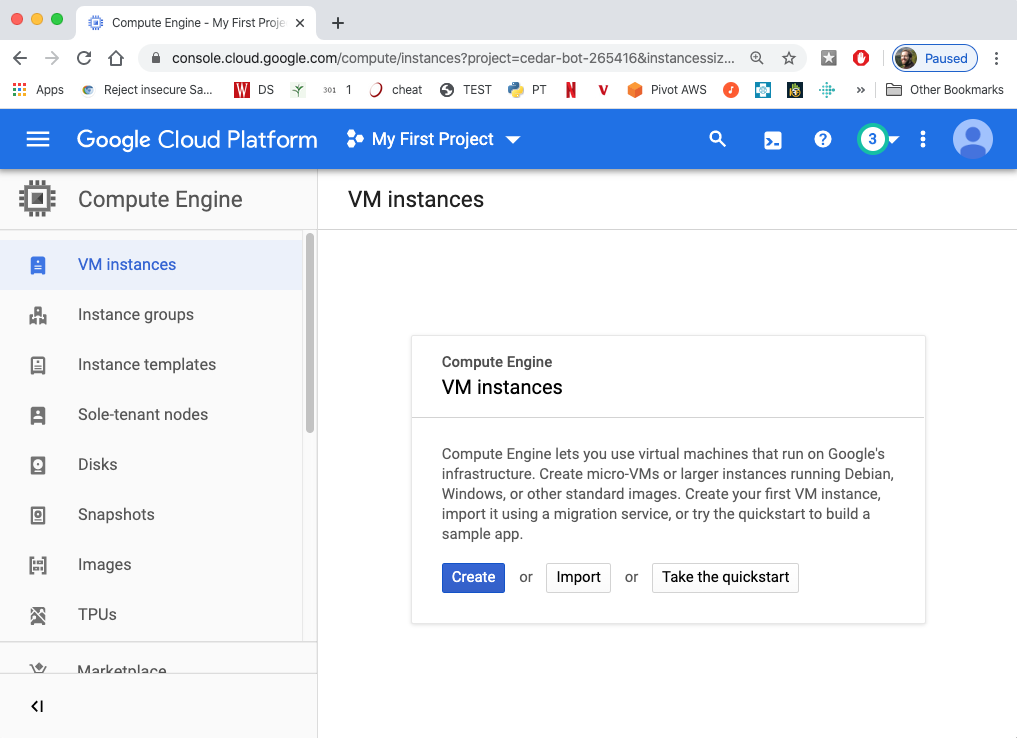 Compute Engine - My First Proje
console.cloud.google.com/compute/instances?project=cedar-bot-265416&instancessiz...
Paused
Apps
Reject insecure Sa...
W
DS
301
1
cheat
TEST
PT
N
V
Pivot AWS
»
Other Bookmarks
Google Cloud Platform
My First Project
?
3
Compute Engine
VM instances
VM instances
Instance groups
Instance templates
Sole-tenant nodes
Disks
Snapshots
Images
TPUs
Marketplace
Compute Engine
VM instances
Compute Engine lets you use virtual machines that run on Google's
infrastructure. Create micro-VMs or larger instances running Debian,
Windows, or other standard images. Create your first VM instance,
import it using a migration service, or try the quickstart to build a
sample app.
Create or Import or Take the quickstart